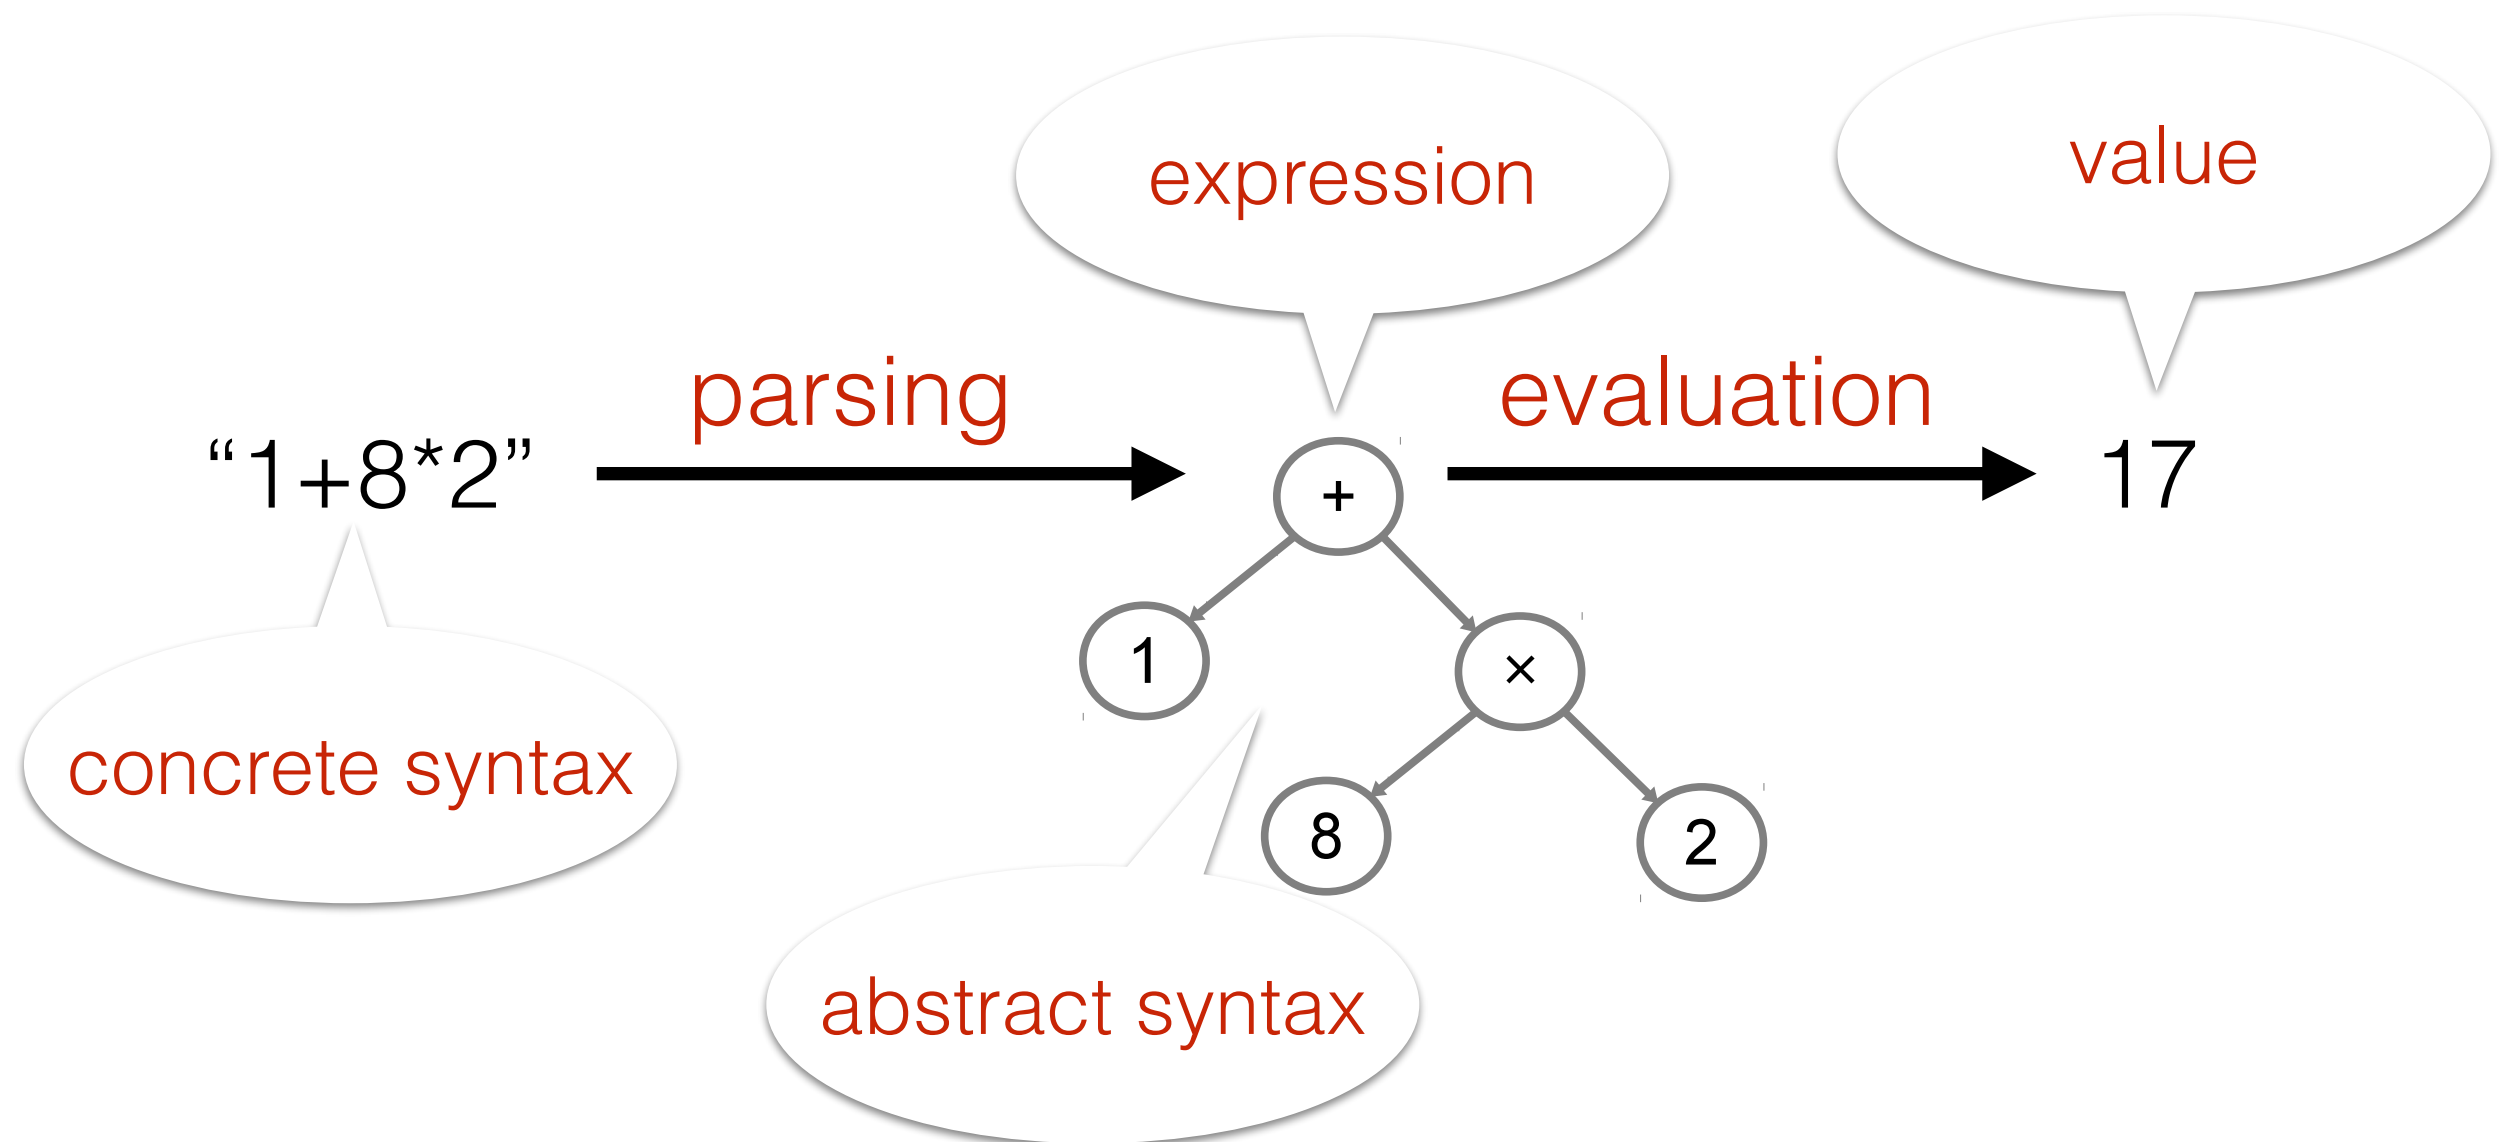 expression
value
parsing
evaluation
“1+8*2”
17
+
1
×
concrete syntax
8
2
abstract syntax